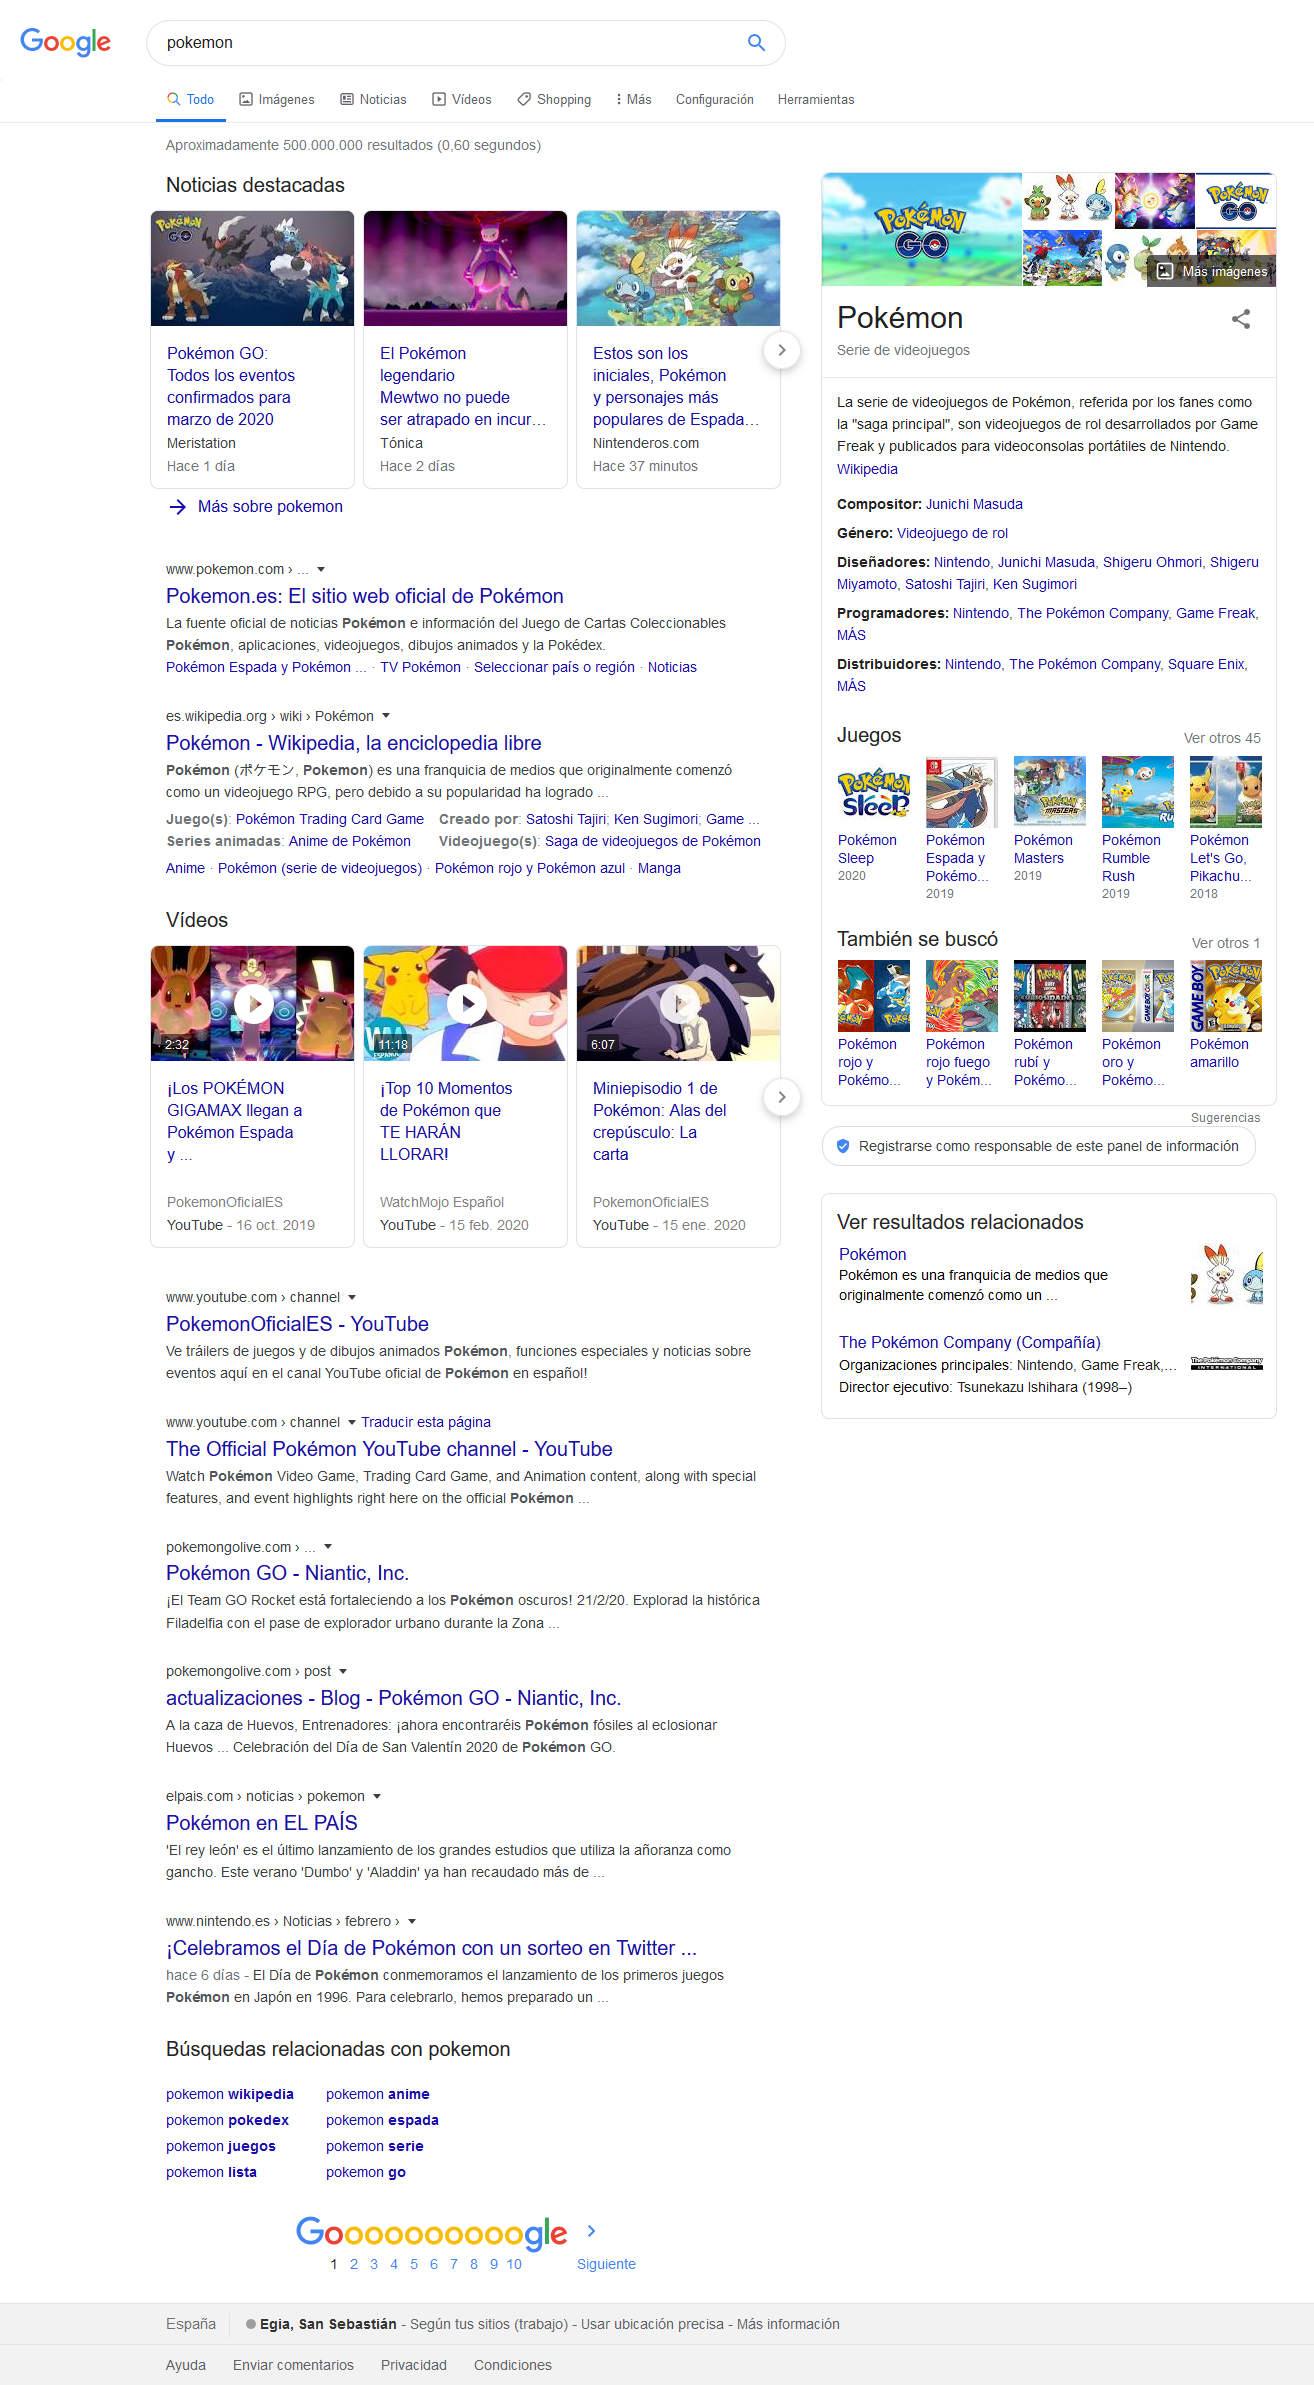 Google
pokemon
Todo Imágenes Noticias Vídeos Shopping Más Configuración Herramientas
Aproximadamente 500.000.000 resultados (0,60 segundos)
Noticias destacadas
POKÉMON GO
Pokémon GO:
Todos los eventos
confirmados para
marzo de 2020
Meristation
Hace 1 día
El Pokémon
legendario
Mewtwo no puede
ser atrapado en incur...
Tónica
Hace 2 días
Estos son los
iniciales, Pokémon
y personajes más
populares de Espada...
Nintenderos.com
Hace 37 minutos
Más sobre pokemon
www.pokemon.com › ...
Pokemon.es: El sitio web oficial de Pokémon
La fuente oficial de noticias Pokémon e información del Juego de Cartas Coleccionables
Pokémon, aplicaciones, videojuegos, dibujos animados y la Pokédex.
Pokémon Espada y Pokémon ... · TV Pokémon · Seleccionar país o región · Noticias
es.wikipedia.org › wiki › Pokémon
Pokémon - Wikipedia, la enciclopedia libre
Pokémon (ポケモン, Pokemon) es una franquicia de medios que originalmente comenzó
como un videojuego RPG, pero debido a su popularidad ha logrado ...
Juego(s): Pokémon Trading Card Game Creado por: Satoshi Tajiri; Ken Sugimori; Game ...
Series animadas: Anime de Pokémon Videojuego(s): Saga de videojuegos de Pokémon
Anime · Pokémon (serie de videojuegos) · Pokémon rojo y Pokémon azul · Manga
Vídeos
2:32
¡Los POKÉMON
GIGAMAX llegan a
Pokémon Espada
y ...
PokemonOficialES
YouTube - 16 oct. 2019
11:18
¡Top 10 Momentos
de Pokémon que
TE HARÁN
LLORAR!
WatchMojo Español
YouTube - 15 feb. 2020
6:07
Miniepisodio 1 de
Pokémon: Alas del
crepúsculo: La
carta
PokemonOficialES
YouTube - 15 ene. 2020
www.youtube.com › channel
PokemonOficialES - YouTube
Ve tráilers de juegos y de dibujos animados Pokémon, funciones especiales y noticias sobre
eventos aquí en el canal YouTube oficial de Pokémon en español!
www.youtube.com › channel Traducir esta página
The Official Pokémon YouTube channel - YouTube
Watch Pokémon Video Game, Trading Card Game, and Animation content, along with special
features, and event highlights right here on the official Pokémon ...
pokemongolive.com › ...
Pokémon GO - Niantic, Inc.
¡El Team GO Rocket está fortaleciendo a los Pokémon oscuros! 21/2/20. Explorad la histórica
Filadelfia con el pase de explorador urbano durante la Zona ...
pokemongolive.com › post
actualizaciones - Blog - Pokémon GO - Niantic, Inc.
A la caza de Huevos, Entrenadores: ¡ahora encontraréis Pokémon fósiles al eclosionar
Huevos ... Celebración del Día de San Valentín 2020 de Pokémon GO.
elpais.com › noticias › pokemon
Pokémon en EL PAÍS
'El rey león' es el último lanzamiento de los grandes estudios que utiliza la añoranza como
gancho. Este verano 'Dumbo' y 'Aladdin' ya han recaudado más de ...
www.nintendo.es › Noticias › febrero ›
¡Celebramos el Día de Pokémon con un sorteo en Twitter ...
hace 6 días - El Día de Pokémon conmemoramos el lanzamiento de los primeros juegos
Pokémon en Japón en 1996. Para celebrarlo, hemos preparado un ...
Búsquedas relacionadas con pokemon
pokemon wikipedia pokemon anime
pokemon pokedex pokemon espada
pokemon juegos pokemon serie
pokemon lista pokemon go
Goooooooooogle
1 2 3 4 5 6 7 8 9 10 Siguiente
POKÉMON GO
POKÉMON GO
Más imágenes
Pokémon
Serie de videojuegos
La serie de videojuegos de Pokémon, referida por los fanes como
la "saga principal", son videojuegos de rol desarrollados por Game
Freak y publicados para videoconsolas portátiles de Nintendo.
Wikipedia
Compositor: Junichi Masuda
Género: Videojuego de rol
Diseñadores: Nintendo, Junichi Masuda, Shigeru Ohmori, Shigeru
Miyamoto, Satoshi Tajiri, Ken Sugimori
Programadores: Nintendo, The Pokémon Company, Game Freak,
MÁS
Distribuidores: Nintendo, The Pokémon Company, Square Enix,
MÁS
Juegos Ver otros 45
Pokémon Sleep
Pokémon
Sleep
2020
Pokémon
Espada y
Pokémo...
2019
Pokémon
Masters
2019
Pokémon
Rumble
Rush
2019
Pokémon
Let's Go,
Pikachu...
2018
También se buscó Ver otros 1
Pokémon
rojo y
Pokémo...
Pokémon
rojo fuego
y Pokém...
Pokémon
rubí y
Pokémo...
Pokémon
oro y
Pokémo...
GAME BOY
Pokémon
amarillo
Sugerencias
Registrarse como responsable de este panel de información
Ver resultados relacionados
Pokémon
Pokémon es una franquicia de medios que
originalmente comenzó como un ...
The Pokémon Company (Compañía)
Organizaciones principales: Nintendo, Game Freak,...
Director ejecutivo: Tsunekazu Ishihara (1998–)
The Pokémon Company
INTERNATIONAL
España Egia, San Sebastián - Según tus sitios (trabajo) - Usar ubicación precisa - Más información
Ayuda Enviar comentarios Privacidad Condiciones